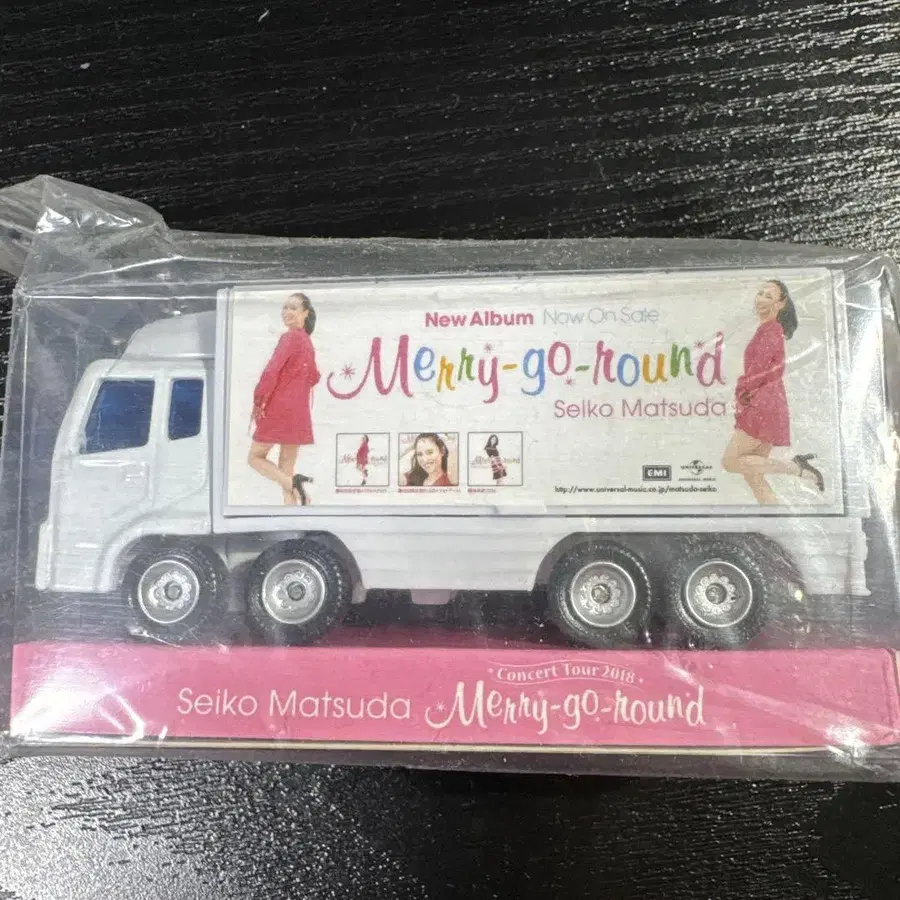 New Album Now On Sale
Merry-go-round
Seiko Matsuda
EMI
UNIVERSAL
http://www.universal-music.co.jp/matsuda-seiko
Concert Tour 2018
Seiko Matsuda Merry-go-round